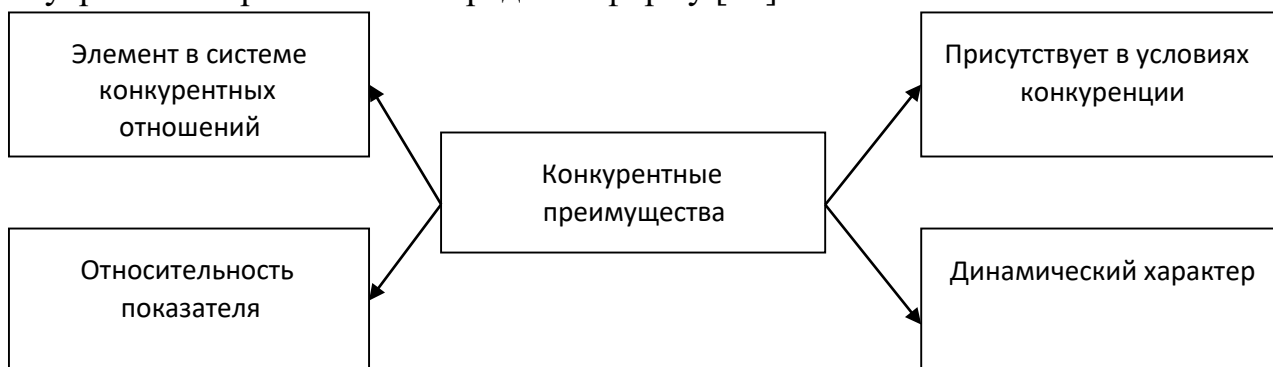 Элемент в системе
конкурентных
отношений
Присутствует в условиях
конкуренции
Конкурентные
преимущества
Относительность
показателя
Динамический характер